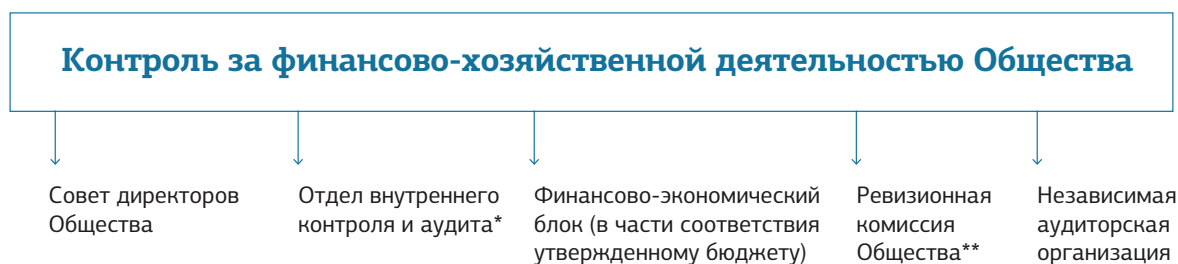 Контроль за финансово-хозяйственной деятельностью Общества
Совет директоров
Общества
Отдел внутреннего
контроля и аудита*
Финансово-экономический
блок (в части соответствия
утвержденному бюджету)
Ревизионная
комиссия
Общества**
Независимая
аудиторская
организация